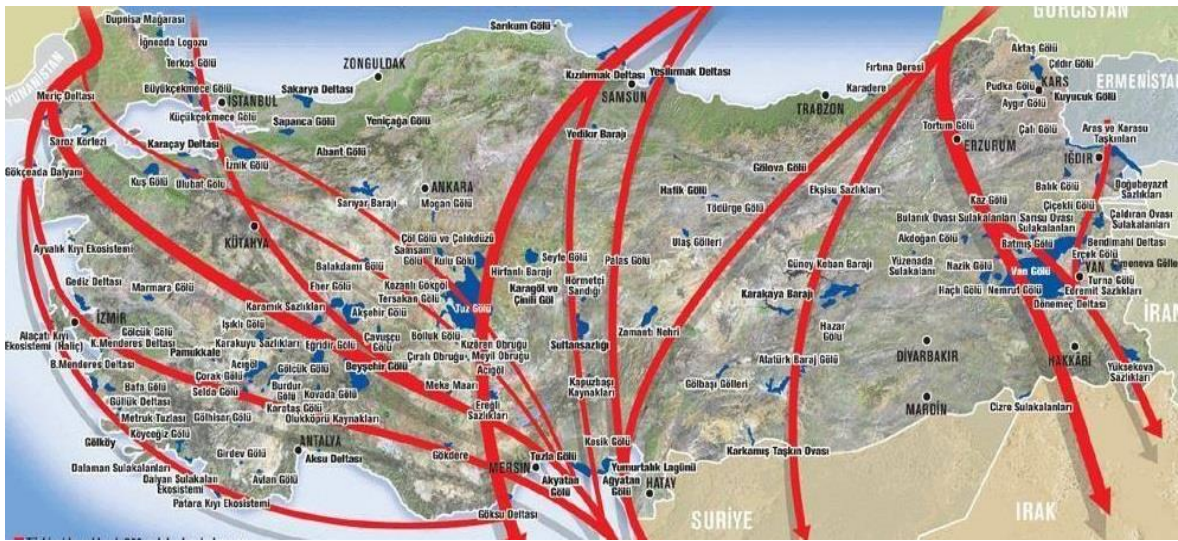 GÜRCİSTAN
Dupnisa Mağarası
Sarıkum Gölü
İğneada Logozu
Aktaş Gölü
Terkos Gölü
ZONGULDAK
Kızılırmak Deltası
Yeşilırmak Deltası
Fırtına Deresi
Çıldır Gölü
YUNANİSTAN
Meriç Deltası
Büyükçekmece Gölü
İSTANBUL
Sakarya Deltası
SAMSUN
TRABZON
Karadere
Pudka Gölü
KARS
ERMENİSTAN
Küçükçekmece Gölü
Aygır Gölü
Kuyucuk Gölü
Sapanca Gölü
Yeniçağa Gölü
Yedikır Barajı
Tortum Gölü
Çalı Gölü
Aras ve Karasu
Taşkınları
Saroz Körfezi
Karaçay Deltası
Abant Gölü
ERZURUM
IĞDIR
Gökçeada Dalyanı
İznik Gölü
Gölova Gölü
Kuş Gölü
Ulubat Gölü
ANKARA
Hafik Gölü
Ekşisu Sazlıkları
Balık Gölü
Doğubeyazıt
Sazlıkları
Sarıyar Barajı
Mogan Gölü
Tödürge Gölü
Kaz Gölü
Çiçekli Gölü
KÜTAHYA
Bulanık Ovası Sulakalanları
Sarısu Ovası
Sulakalanları
Çaldıran Ovası
Sulakalanları
Ayvalık Kıyı Ekosistemi
Çöl Gölü ve Çalıkdüzü
Ulaş Gölleri
Akdoğan Gölü
Batmış Gölü
Bendimahi Deltası
Samsam
Gölü
Kulu Gölü
Seyfe Gölü
Palas Gölü
Güney Keban Barajı
Yüzenada
Sulakalanı
Erçek Gölü
Gediz Deltası
Balakdamı Gölü
Hirfanlı Barajı
Nazik Gölü
Van Gölü
VAN
Marmara Gölü
Eber Gölü
Kozanlı Gökgöl
Karagöl ve
Çinili Göl
Hörmetçi
Sandığı
Turna Gölü
Tersakan Gölü
Karakaya Barajı
Haçlı Gölü
Nemrut Gölü
Edremit Sazlıkları
Karamık Sazlıkları
Akşehir
Gölü
Tuz Gölü
Dönemeç Deltası
İRAN
İZMİR
Işıklı Gölü
Bolluk Gölü
Zamantı Nehri
Hazar
Gölü
Alaçatı Kıyı
Ekosistemi (Haliç)
Gölcük Gölü
K.Menderes Deltası
Karakuyu Sazlıkları
Eğridir Gölü
Çavuşçu
Gölü
Kızören Obruğu
Sultansazlığı
DİYARBAKIR
HAKKARİ
Pamukkale
Çıralı Obruğu
Meyil Obruğu
B.Menderes Deltası
Acıgöl
Gölcük
Gölü
Beyşehir Gölü
Acıgöl
Atatürk Baraj Gölü
Yüksekova
Sazlıkları
Çorak Gölü
Meke Maarı
Kapuzbaşı
Kaynakları
Gölbaşı Gölleri
Bafa Gölü
Selda Gölü
Burdur
Gölü
Kovada Gölü
MARDİN
Güllük Deltası
Karataş Gölü
Ereğli
Sazlıkları
Cizre Sulakalanları
Metruk Tuzlası
Gölhisar Gölü
Olukköprü Kaynakları
Köyceğiz Gölü
Gölköy
ANTALYA
Kesik Gölü
Girdev Gölü
Aksu Deltası
Gökdere
Tuzla Gölü
Karkamış Taşkın Ovası
Dalaman Sulakalanları
MERSİN
Yumurtalık Lagünü
Dalyan Sulakalan
Ekosistemi
Avlan Gölü
Akyatan
Gölü
Ağyatan
Gölü
HATAY
Patara Kıyı Ekosistemi
Göksu Deltası
SURİYE
IRAK